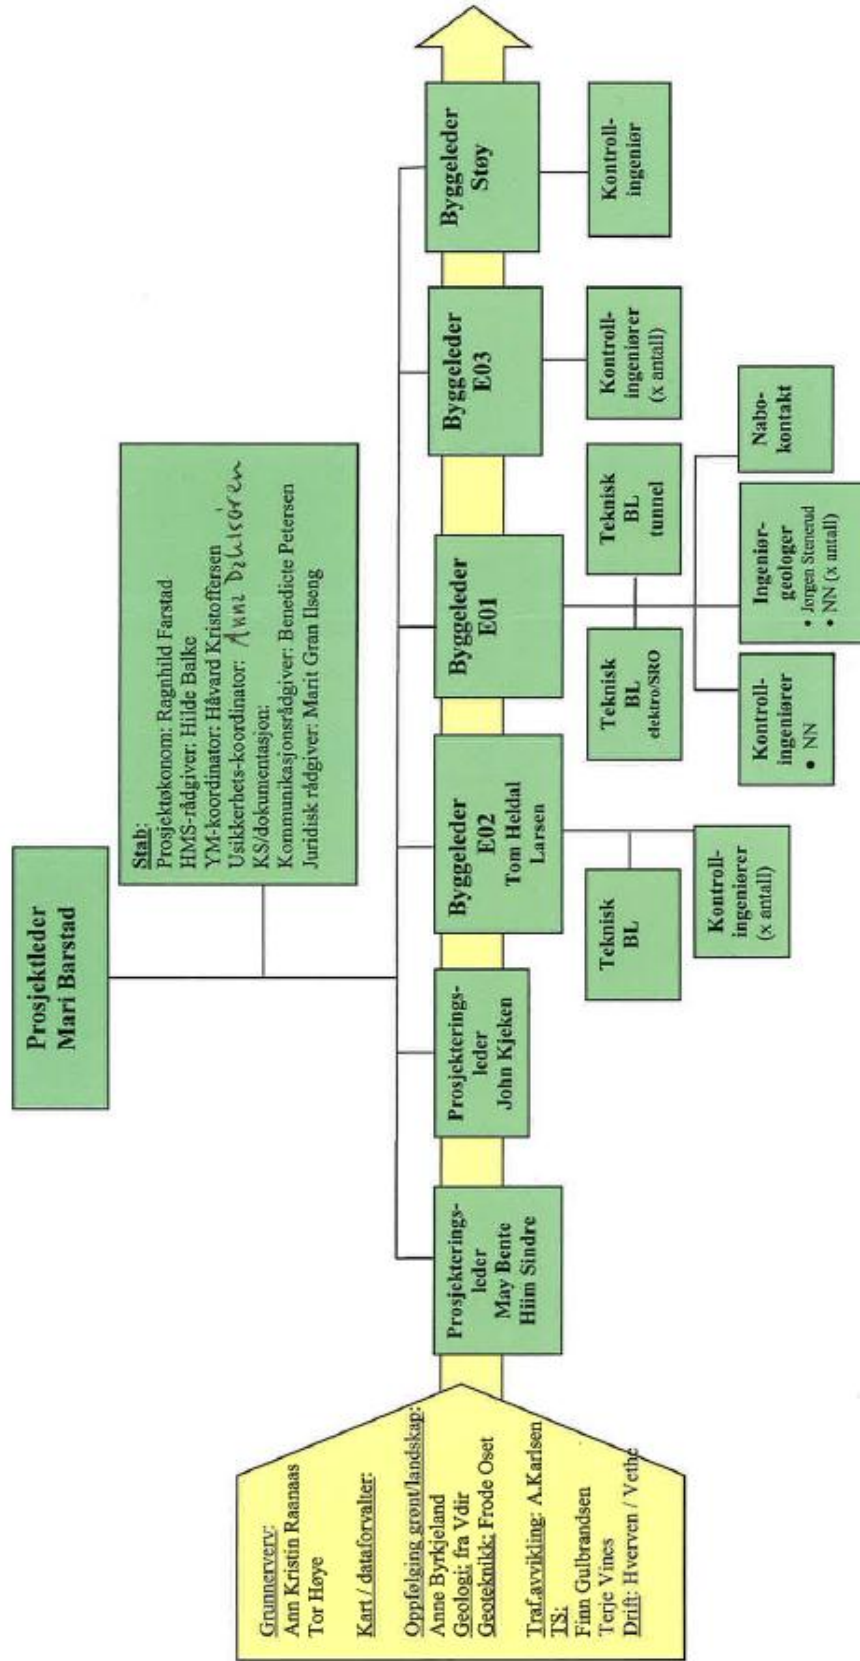 Prosjektleder
Mari Barstad
Stab:
Prosjektøkonom: Ragnhild Farstad
HMS-rådgiver: Hilde Balke
YM-koordinator: Håvard Kristoffersen
Usikkerhets-koordinator: Anne
KS/dokumentasjon:
Kommunikasjonsrådgiver: Benedicte Petersen
Juridisk rådgiver: Marit Gran Ilseng
Grunnerverv:
Ann Kristin Raanaas
Tor Høye
Kart / dataforvalter:
Oppfølging grønt/landskap:
Anne Byrkjeland
Geologi: fra Vdir
Geoteknikk: Frode Oset
Traf.avvikling: A.Karlsen
TS:
Finn Gulbrandsen
Terje Vines
Drift: Hverven / Vethe
Prosjekterings-
leder
May Bente
Hiim Sindre
Prosjekterings-
leder
John Kjeken
Byggeleder
E02
Tom Heldal
Larsen
Byggeleder
E01
Byggeleder
E03
Byggeleder
Støy
Teknisk
BL
Kontroll-
ingeniører
(x antall)
Teknisk
BL
elektro/SRO
Teknisk
BL
tunnel
Kontroll-
ingeniører
• NN
Ingeniør-
geologer
• Jørgen Stenerud
• NN (x antall)
Nabo-
kontakt
Kontroll-
ingeniører
(x antall)
Kontroll-
ingeniør